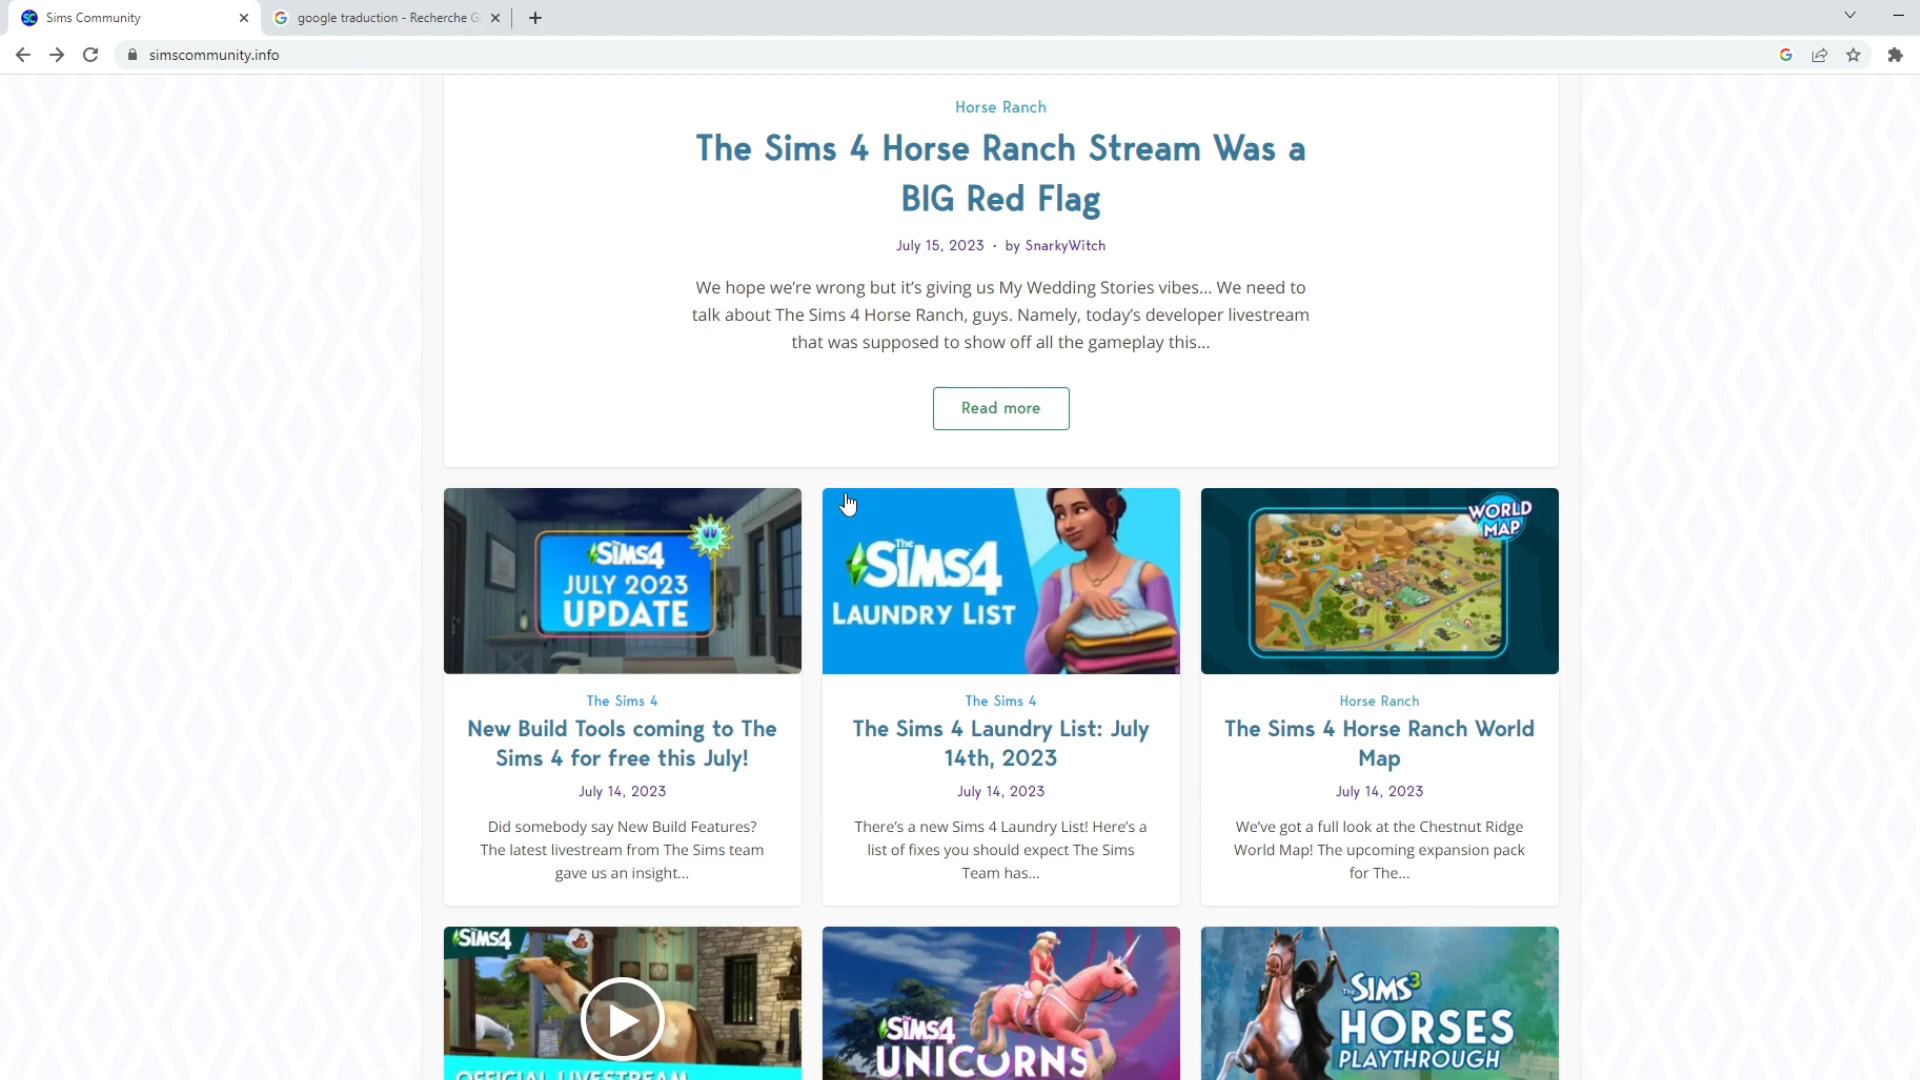 Sims Community
google traduction - Recherche G
simscommunity.info
Horse Ranch
The Sims 4 Horse Ranch Stream Was a
BIG Red Flag
July 15, 2023 · by SnarkyWitch
We hope we’re wrong but it’s giving us My Wedding Stories vibes... We need to
talk about The Sims 4 Horse Ranch, guys. Namely, today’s developer livestream
that was supposed to show off all the gameplay this...
Read more
The SiMS4
JULY 2023
UPDATE
The SiMS4
LAUNDRY LIST
WORLD
MAP
The Sims 4
New Build Tools coming to The
Sims 4 for free this July!
July 14, 2023
Did somebody say New Build Features?
The latest livestream from The Sims team
gave us an insight...
The Sims 4
The Sims 4 Laundry List: July
14th, 2023
July 14, 2023
There’s a new Sims 4 Laundry List! Here’s a
list of fixes you should expect The Sims
Team has...
Horse Ranch
The Sims 4 Horse Ranch World
Map
July 14, 2023
We’ve got a full look at the Chestnut Ridge
World Map! The upcoming expansion pack
for The...
SiMS4
OFFICIAL LIVESTREAM
The SiMS4
UNICORNS
The SiMS3
HORSES
PLAYTHROUGH